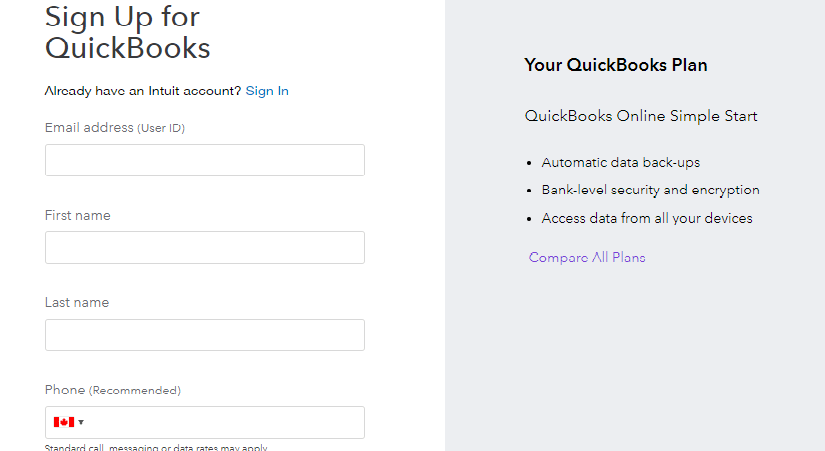 Sign Up for
QuickBooks
Already have an Intuit account? Sign In
Email address (User ID)
First name
Last name
Phone (Recommended)
Standard call, messaging or data rates may apply.
Your QuickBooks Plan
QuickBooks Online Simple Start
• Automatic data back-ups
• Bank-level security and encryption
• Access data from all your devices
Compare All Plans